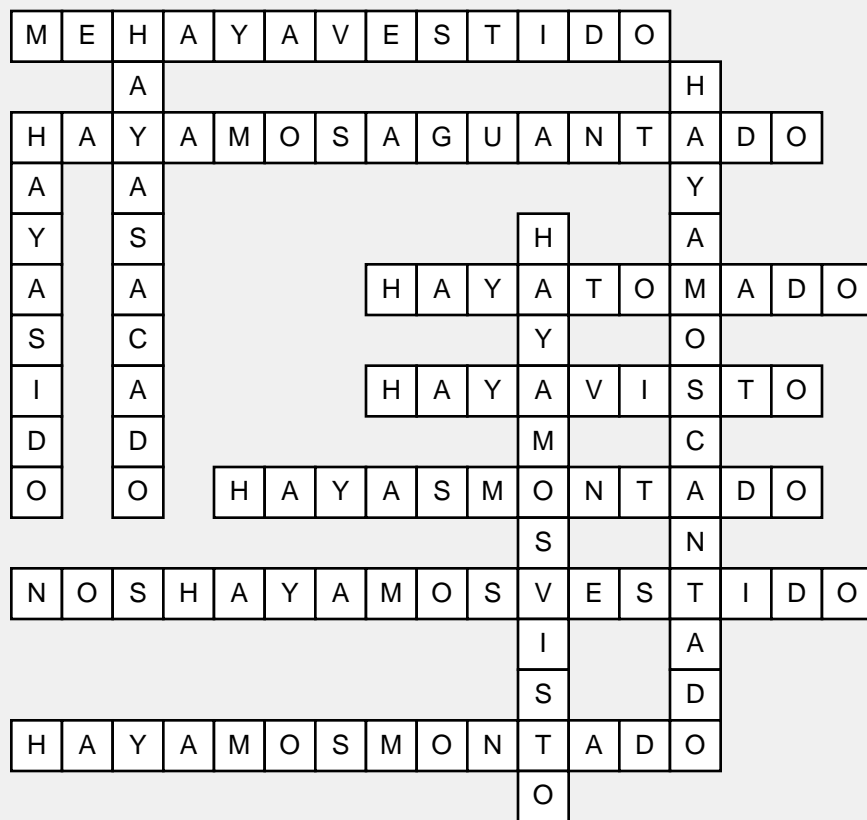 MEHAYAVESTIDO
HAYASACADO
HAYAMOSCANTADO
HAYAMOSAGUANTADO
HAYASIDO
HAYAMOSVISTO
HAYATOMADO
HAYAVISTO
HAYASMONTADO
NOSHAYAMOSVESTIDO
HAYAMOSMONTADO